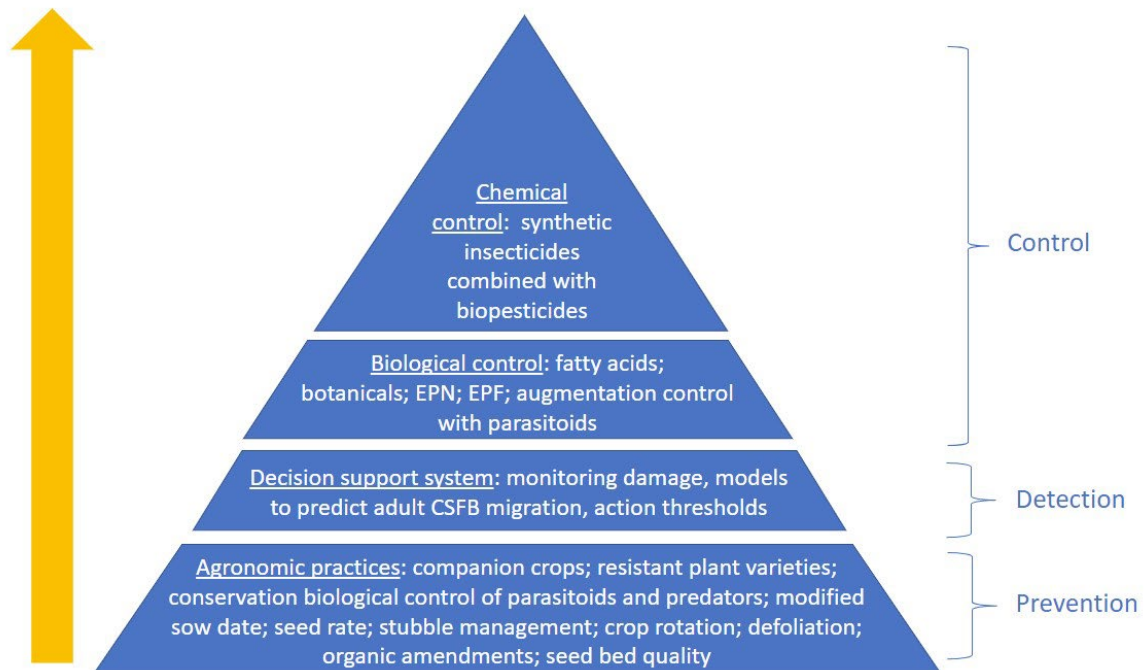 Chemical
control: synthetic
insecticides
combined with
biopesticides
Control
Biological control: fatty acids;
botanicals; EPN; EPF; augmentation control
with parasitoids
Decision support system: monitoring damage, models
to predict adult CSFB migration, action thresholds
Detection
Agronomic practices: companion crops; resistant plant varieties;
conservation biological control of parasitoids and predators; modified
sow date; seed rate; stubble management; crop rotation; defoliation;
organic amendments; seed bed quality
Prevention